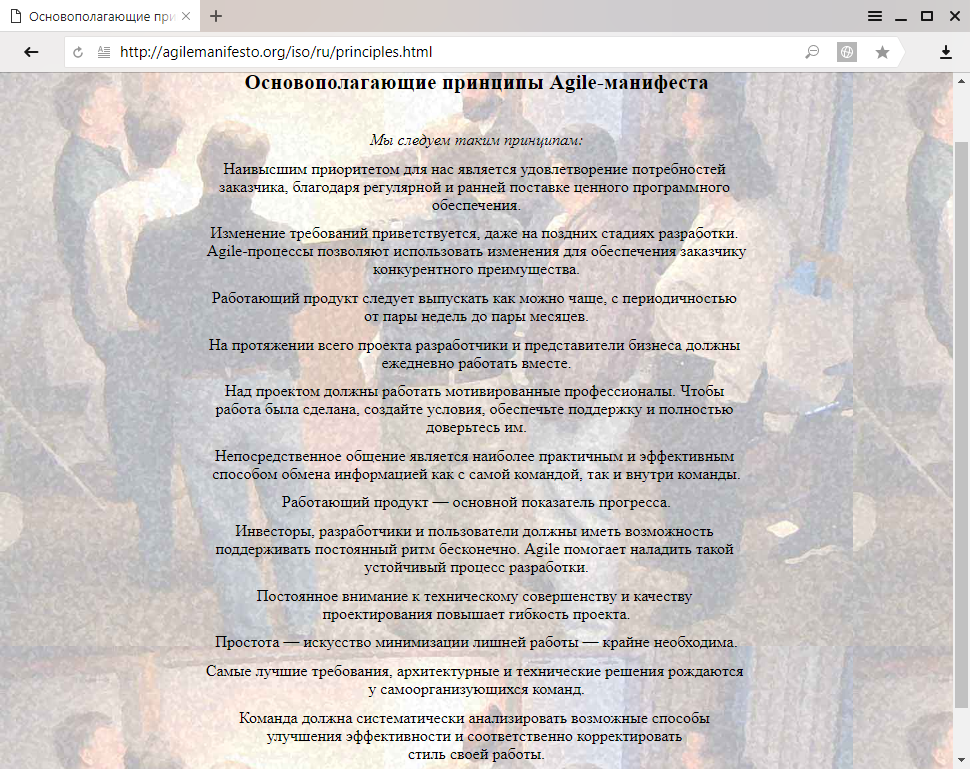 Основополагающие при
http://agilemanifesto.org/iso/ru/principles.html
Основополагающие принципы Agile-манифеста
Мы следуем таким принципам:
Наивысшим приоритетом для нас является удовлетворение потребностей
заказчика, благодаря регулярной и ранней поставке ценного программного
обеспечения.
Изменение требований приветствуется, даже на поздних стадиях разработки.
Agile-процессы позволяют использовать изменения для обеспечения заказчику
конкурентного преимущества.
Работающий продукт следует выпускать как можно чаще, с периодичностью
от пары недель до пары месяцев.
На протяжении всего проекта разработчики и представители бизнеса должны
ежедневно работать вместе.
Над проектом должны работать мотивированные профессионалы. Чтобы
работа была сделана, создайте условия, обеспечьте поддержку и полностью
доверьтесь им.
Непосредственное общение является наиболее практичным и эффективным
способом обмена информацией как с самой командой, так и внутри команды.
Работающий продукт — основной показатель прогресса.
Инвесторы, разработчики и пользователи должны иметь возможность
поддерживать постоянный ритм бесконечно. Agile помогает наладить такой
устойчивый процесс разработки.
Постоянное внимание к техническому совершенству и качеству
проектирования повышает гибкость проекта.
Простота — искусство минимизации лишней работы — крайне необходима.
Самые лучшие требования, архитектурные и технические решения рождаются
у самоорганизующихся команд.
Команда должна систематически анализировать возможные способы
улучшения эффективности и соответственно корректировать
стиль своей работы.